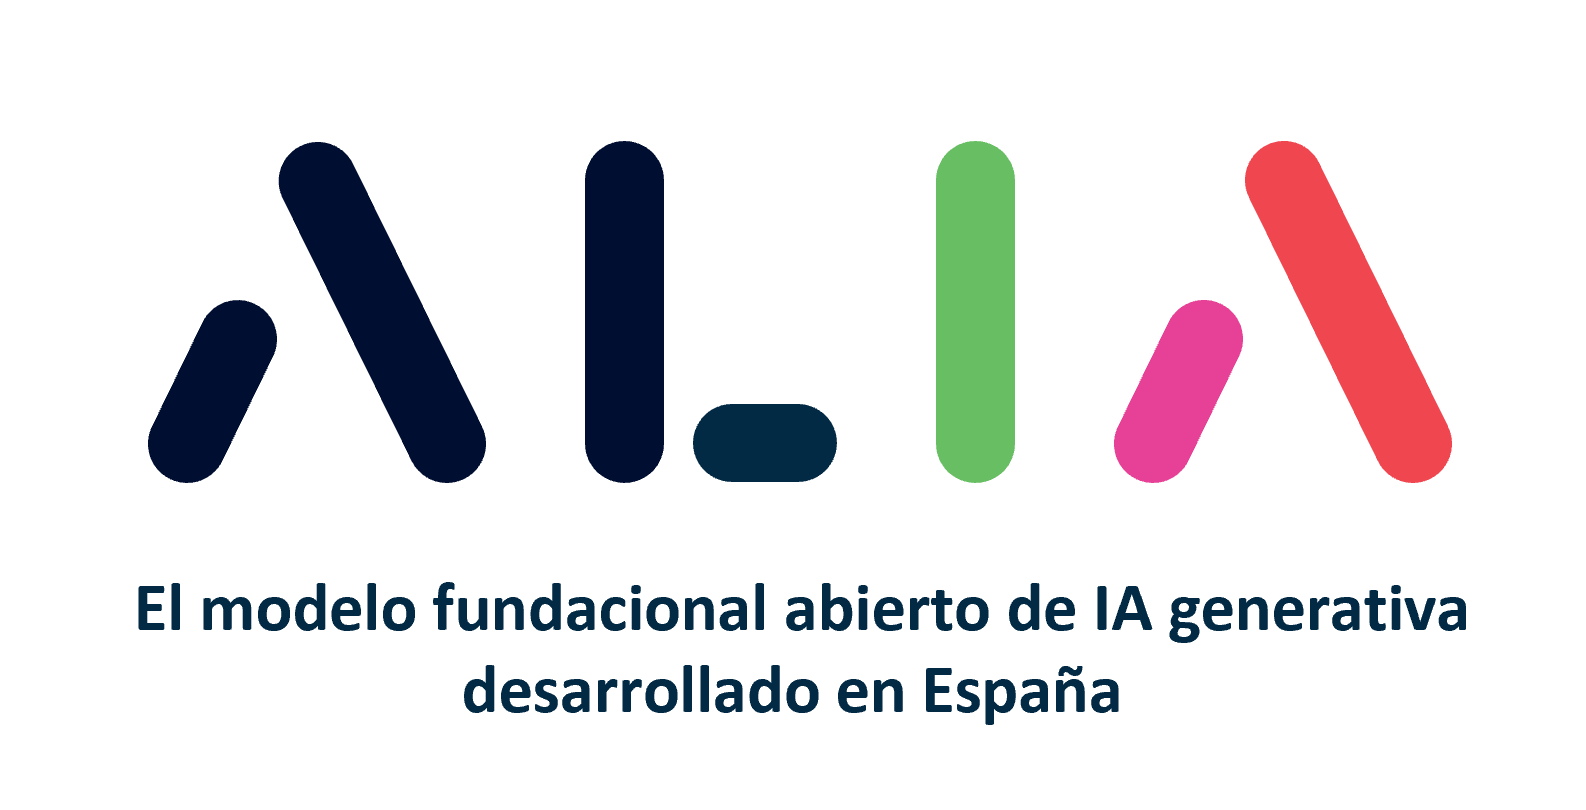 ALIA
El modelo fundacional abierto de IA generativa
desarrollado en España